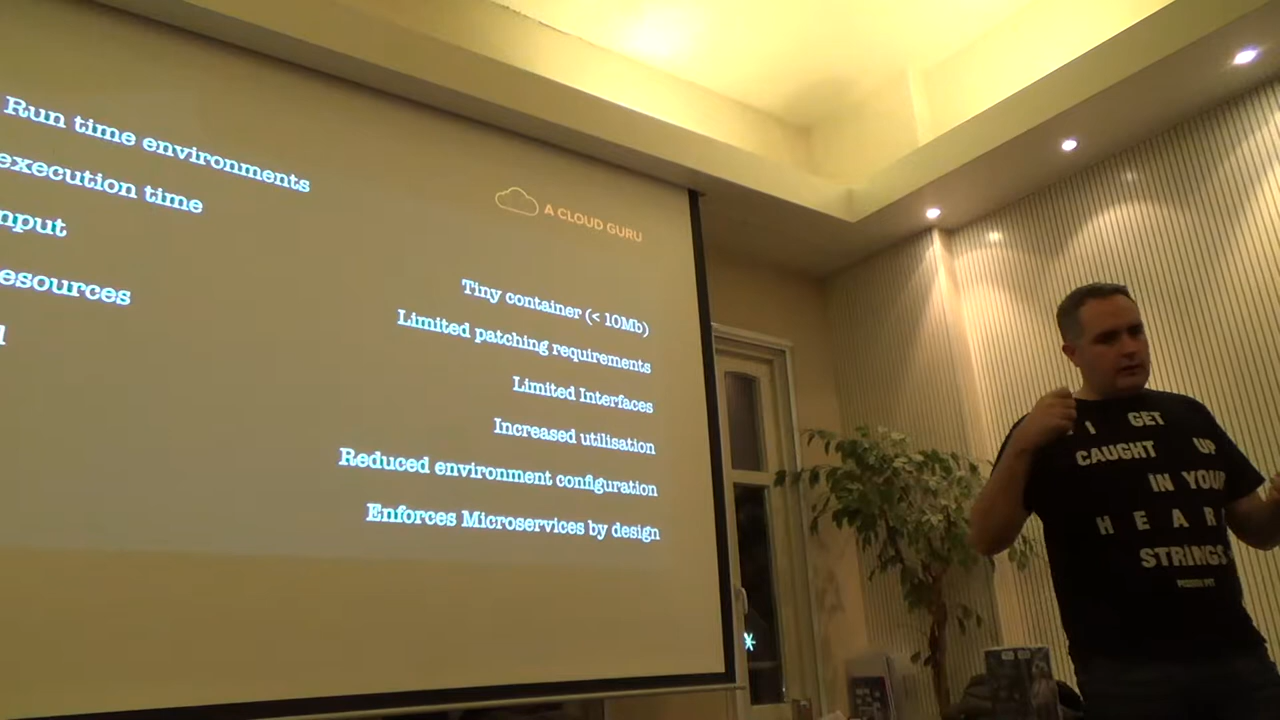 Run time environments
execution time
nput
esources
A CLOUD GURU
Tiny container (< 10Mb)
Limited patching requirements
Limited Interfaces
Increased utilisation
Reduced environment configuration
Enforces Microservices by design
I GET
CAUGHT UP
IN YOUR
HEAR
STRINGS